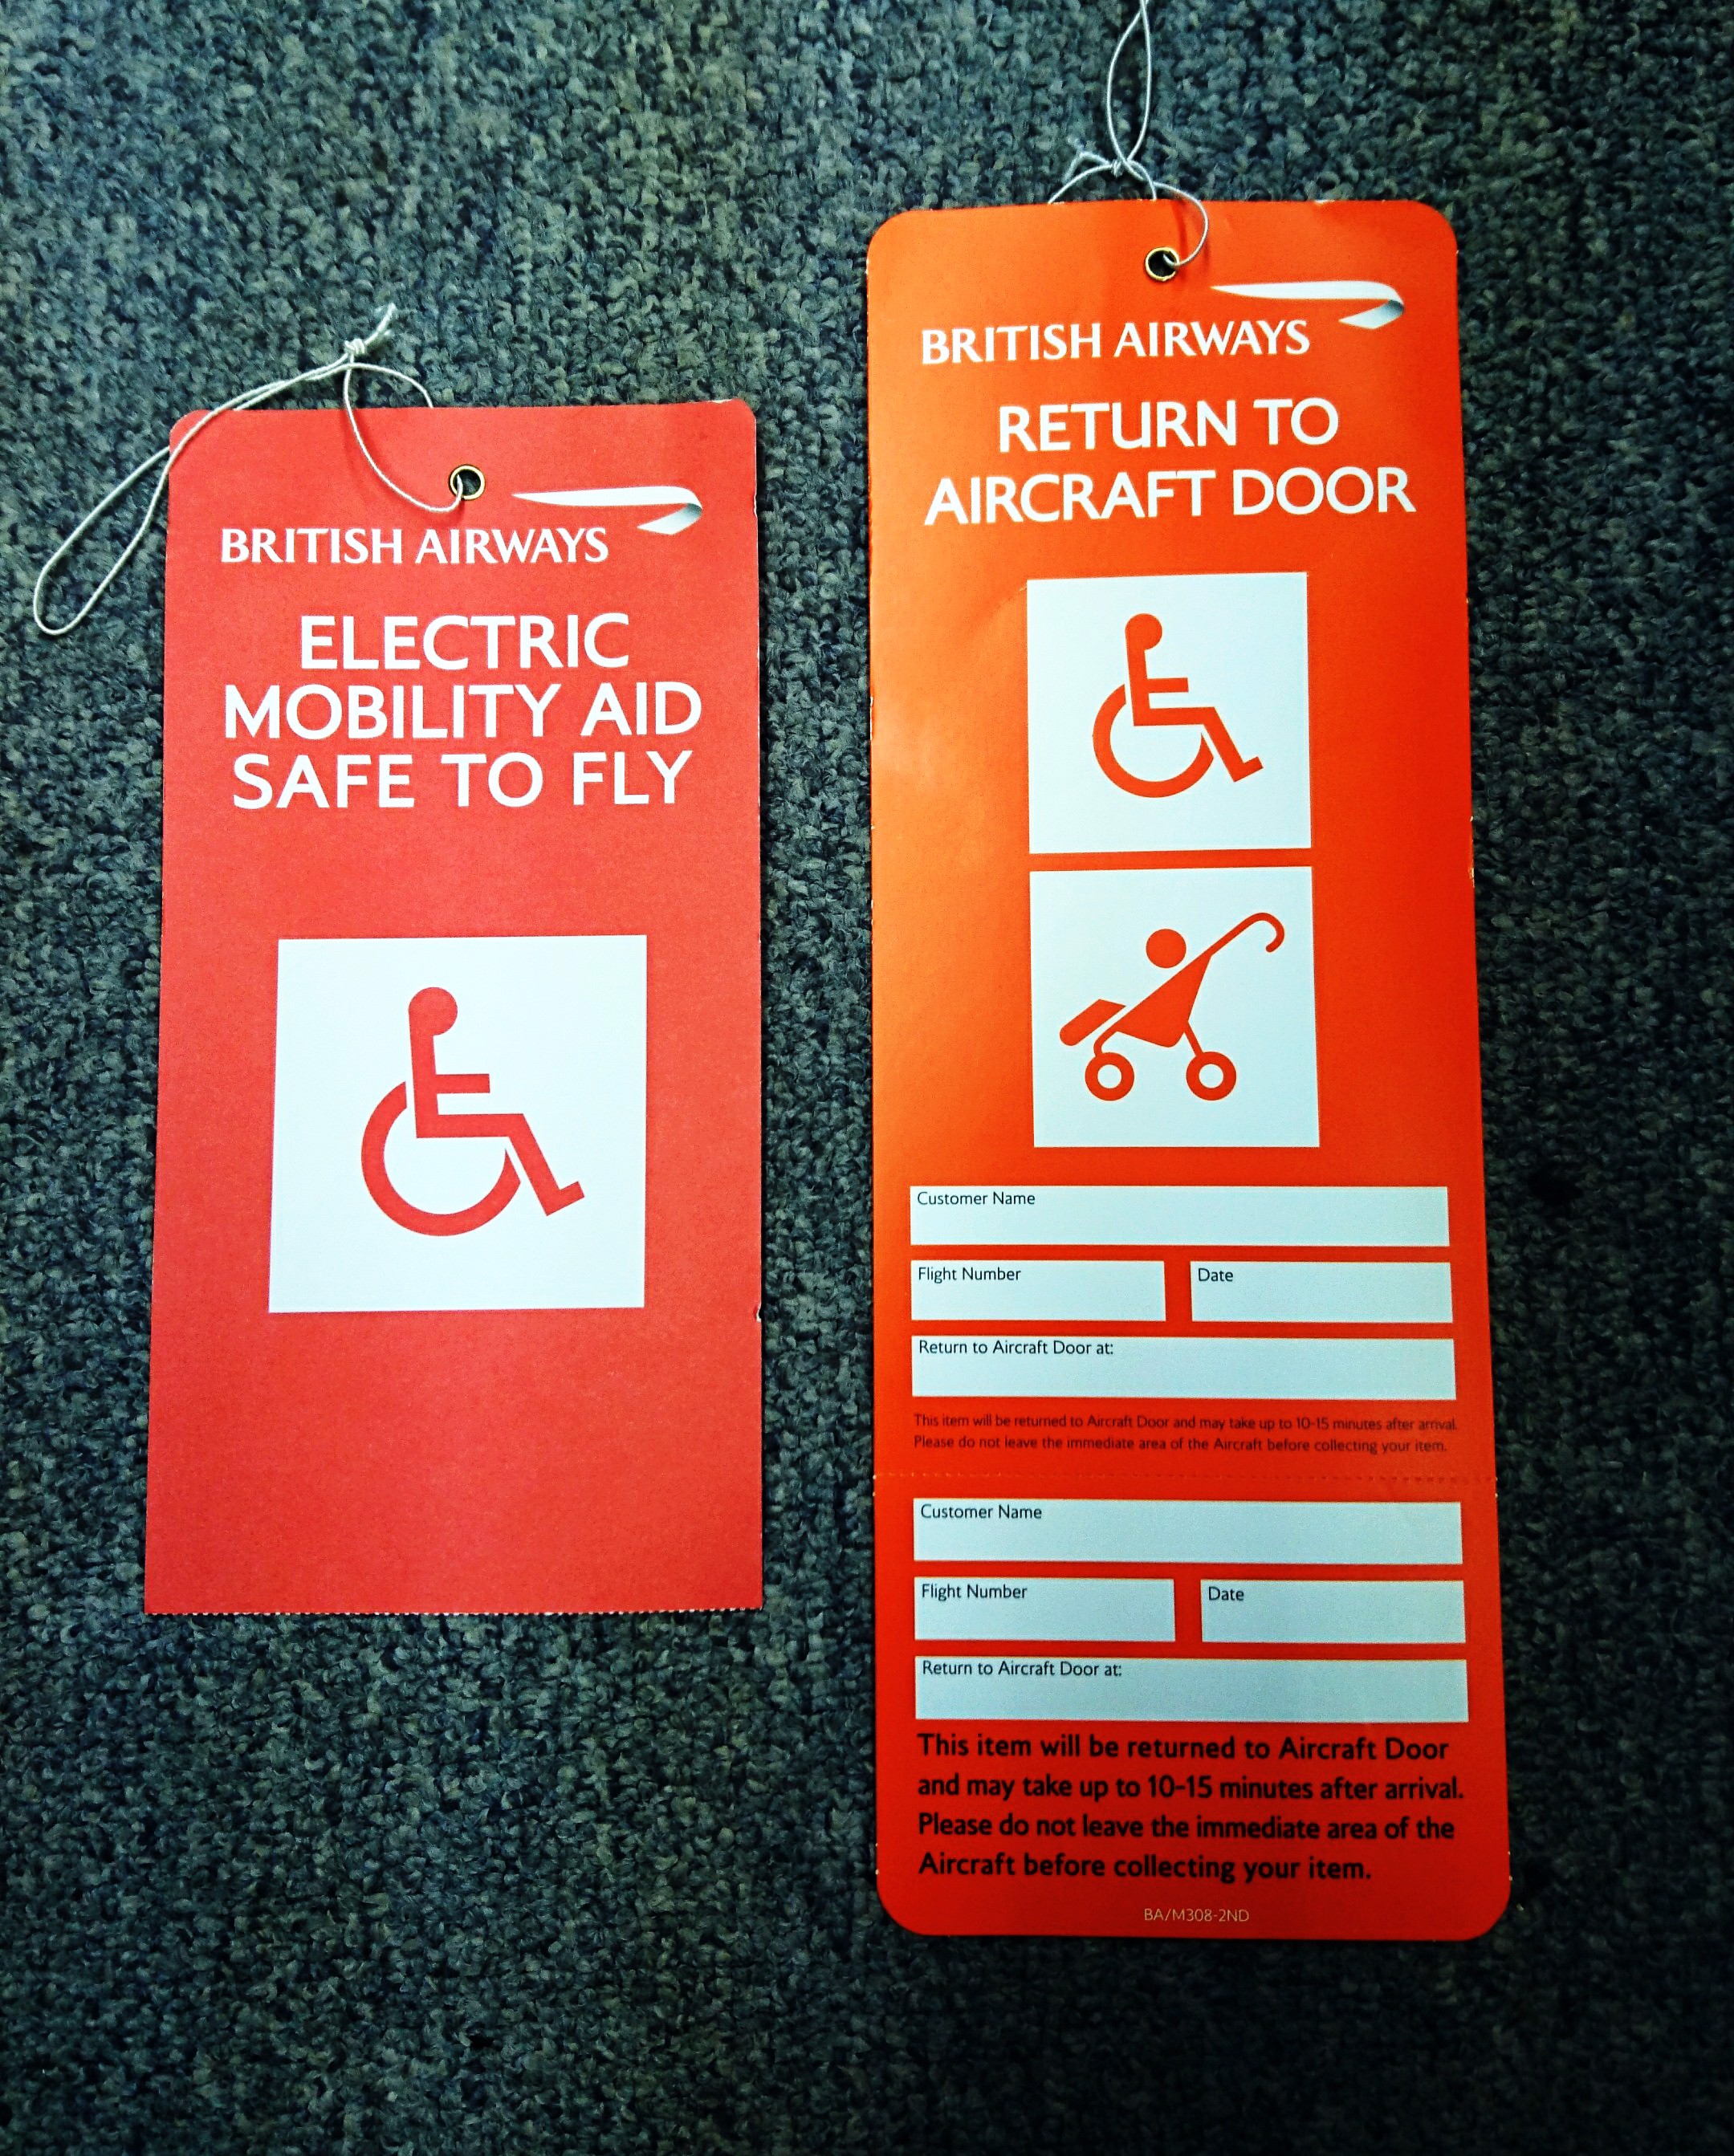 BRITISH AIRWAYS
ELECTRIC
MOBILITY AID
SAFE TO FLY
BRITISH AIRWAYS
RETURN TO
AIRCRAFT DOOR
Customer Name
Flight Number
Date
Return to Aircraft Door at:
This item will be returned to Aircraft Door and may take up to 10-15 minutes after arrival.
Please do not leave the immediate area of the Aircraft before collecting your item.
Customer Name
Flight Number
Date
Return to Aircraft Door at:
This item will be returned to Aircraft Door
and may take up to 10-15 minutes after arrival.
Please do not leave the immediate area of the
Aircraft before collecting your item.
BA/M308-2ND